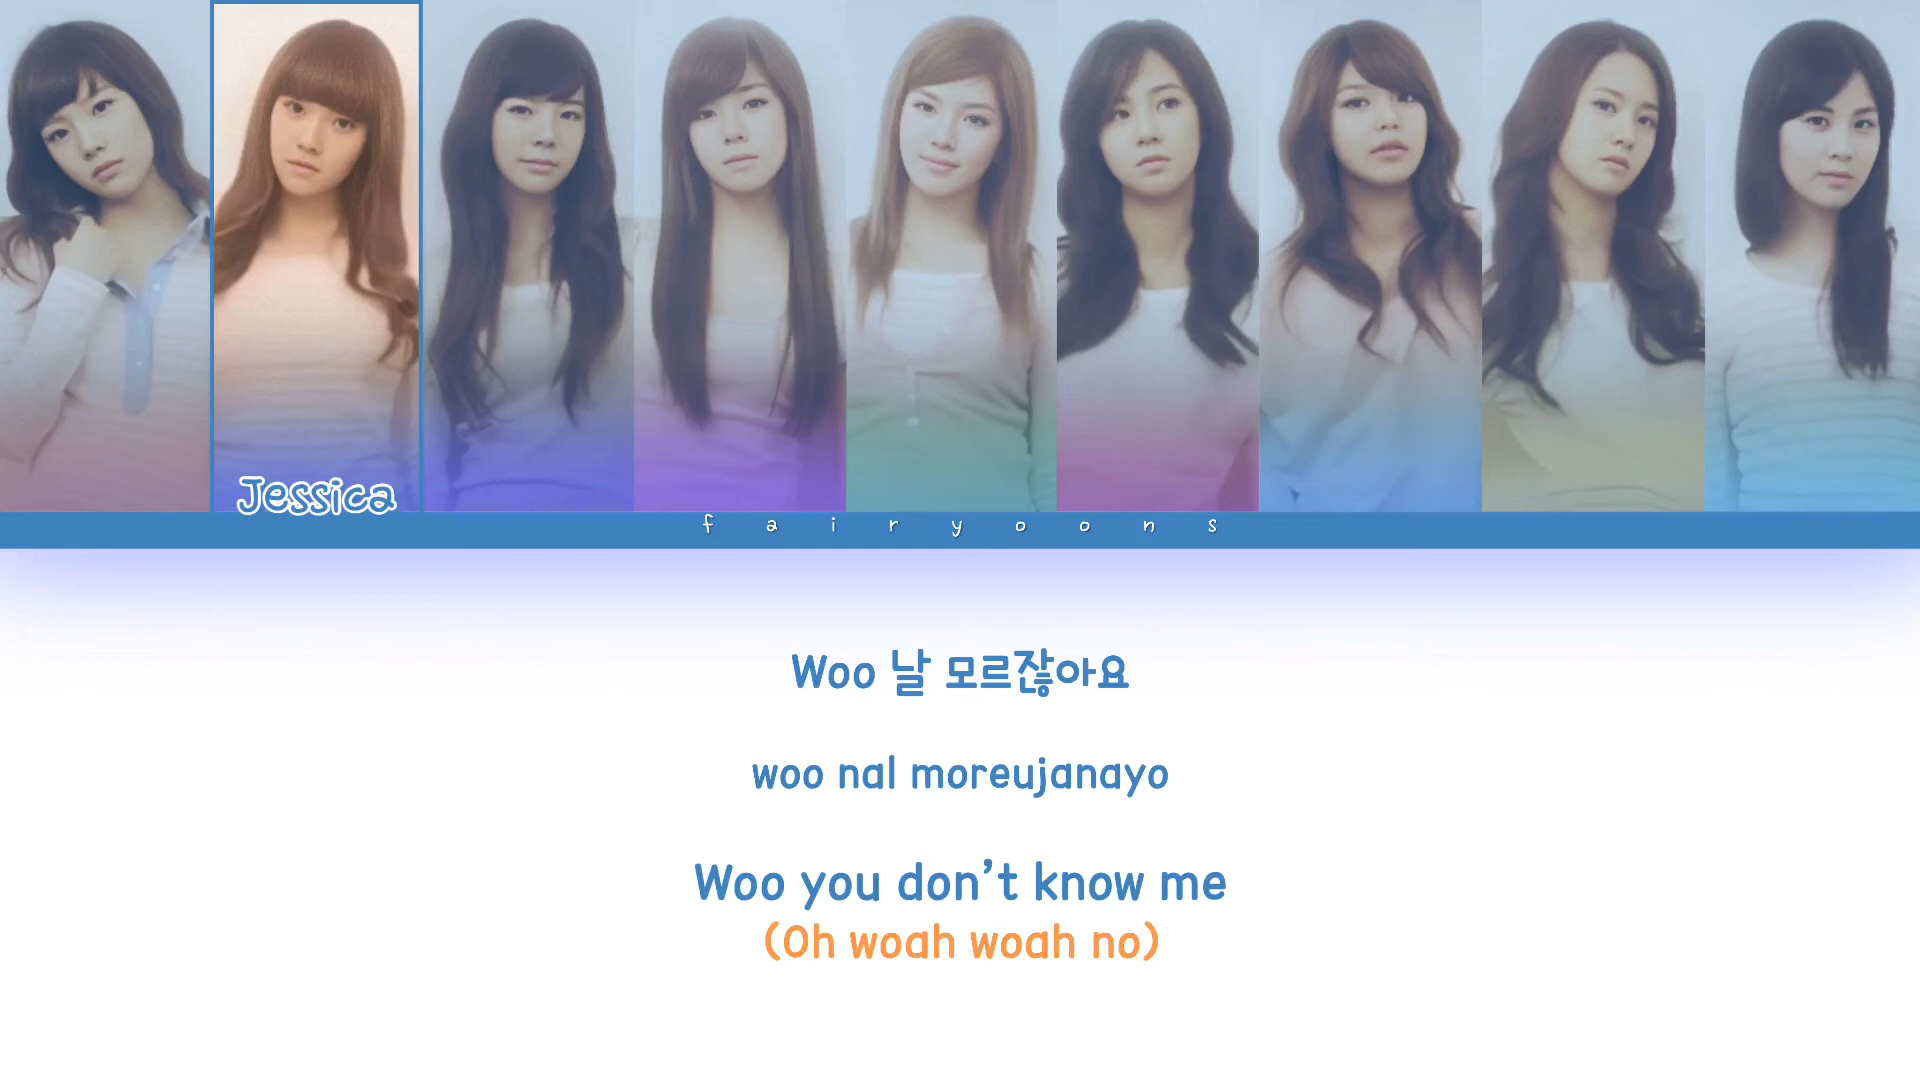 Jessica
fairyoons
Woo 날 모르잖아요
woo nal moreujanayo
Woo you don't know me
(Oh woah woah no)